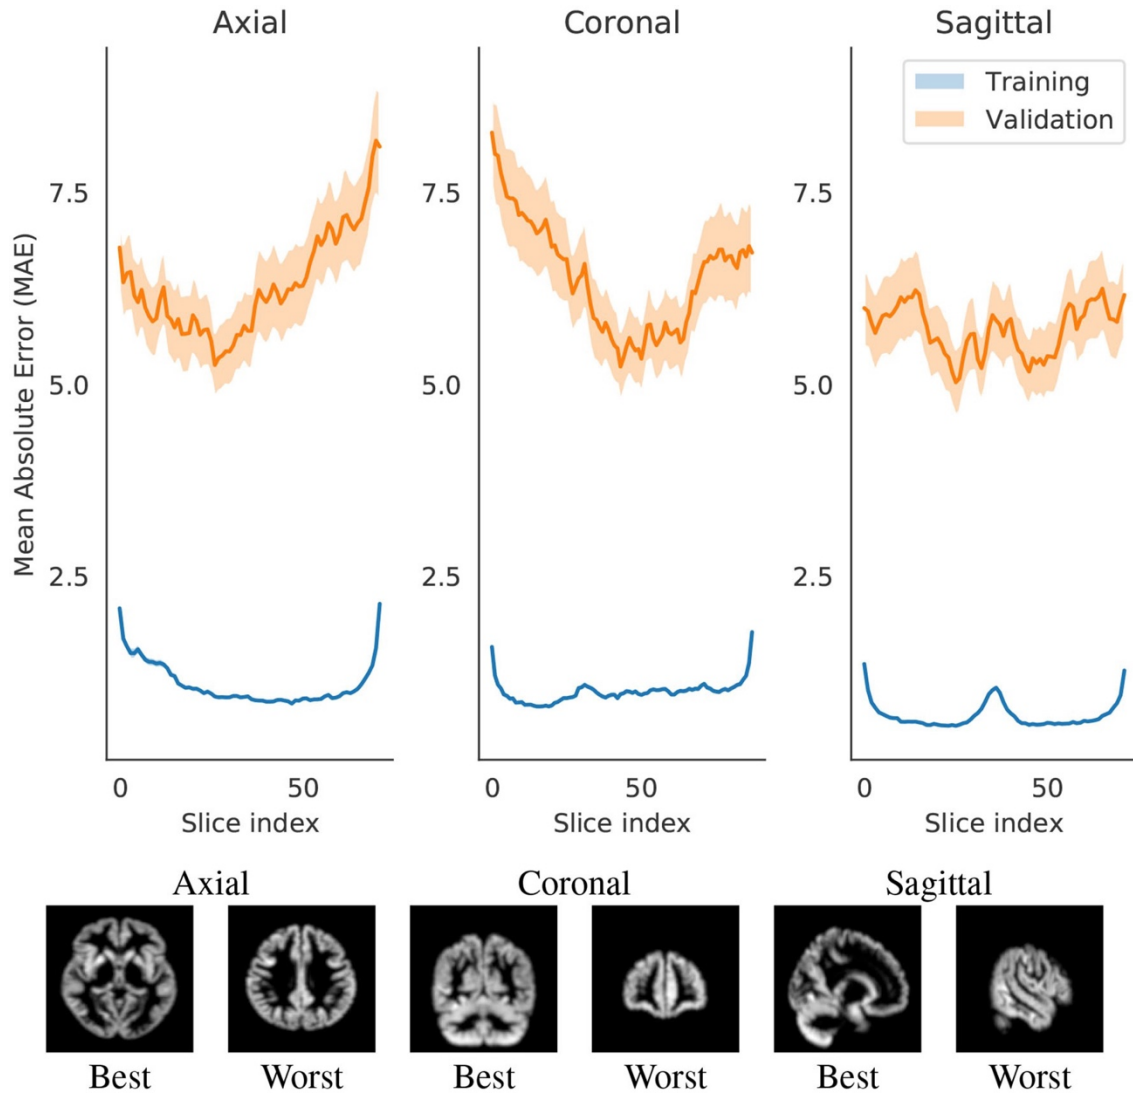 Axial
Coronal
Sagittal
Training
Validation
Mean Absolute Error (MAE)
7.5
5.0
2.5
7.5
5.0
2.5
7.5
5.0
2.5
0 50
Slice index
0 50
Slice index
0 50
Slice index
Axial
Coronal
Sagittal
Best
Worst
Best
Worst
Best
Worst